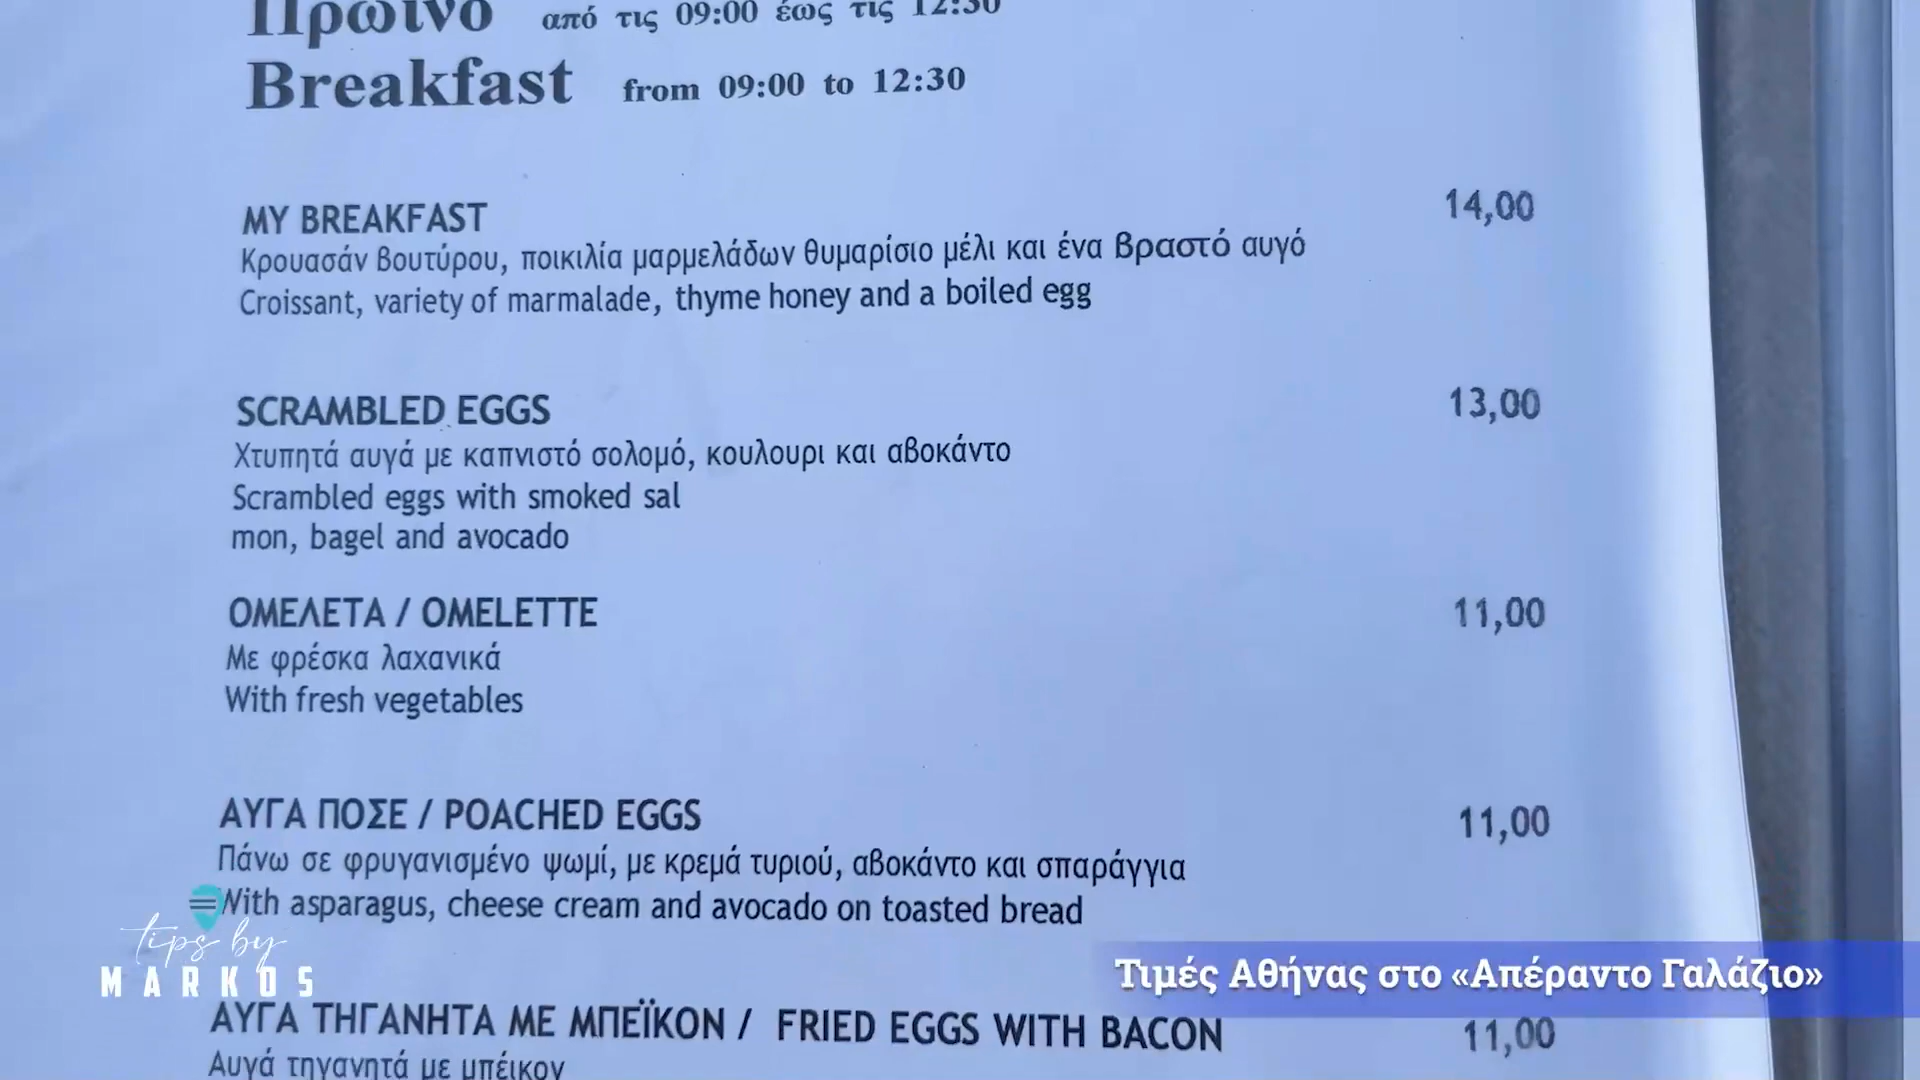 Πρωινό από τις 09:00 έως τις 12:30
Breakfast from 09:00 to 12:30
MY BREAKFAST 14,00
Κρουασάν βουτύρου, ποικιλία μαρμελάδων θυμαρίσιο μέλι και ένα βραστό αυγό
Croissant, variety of marmalade, thyme honey and a boiled egg
SCRAMBLED EGGS 13,00
Χτυπητά αυγά με καπνιστό σολομό, κουλουρι και αβοκάντο
Scrambled eggs with smoked sal
mon, bagel and avocado
ΟΜΕΛΕΤΑ / OMELETTE 11,00
Με φρέσκα λαχανικά
With fresh vegetables
ΑΥΓΑ ΠΟΣΕ / POACHED EGGS 11,00
Πάνω σε φρυγανισμένο ψωμί, με κρεμά τυριού, αβοκάντο και σπαράγγια
With asparagus, cheese cream and avocado on toasted bread
ΑΥΓΑ ΤΗΓΑΝΗΤΑ ΜΕ ΜΠΕΪΚΟΝ / FRIED EGGS WITH BACON 11,00
Αυγά τηγανητά με μπέικον
tips by
MARKOS
Τιμές Αθήνας στο «Απέραντο Γαλάζιο»